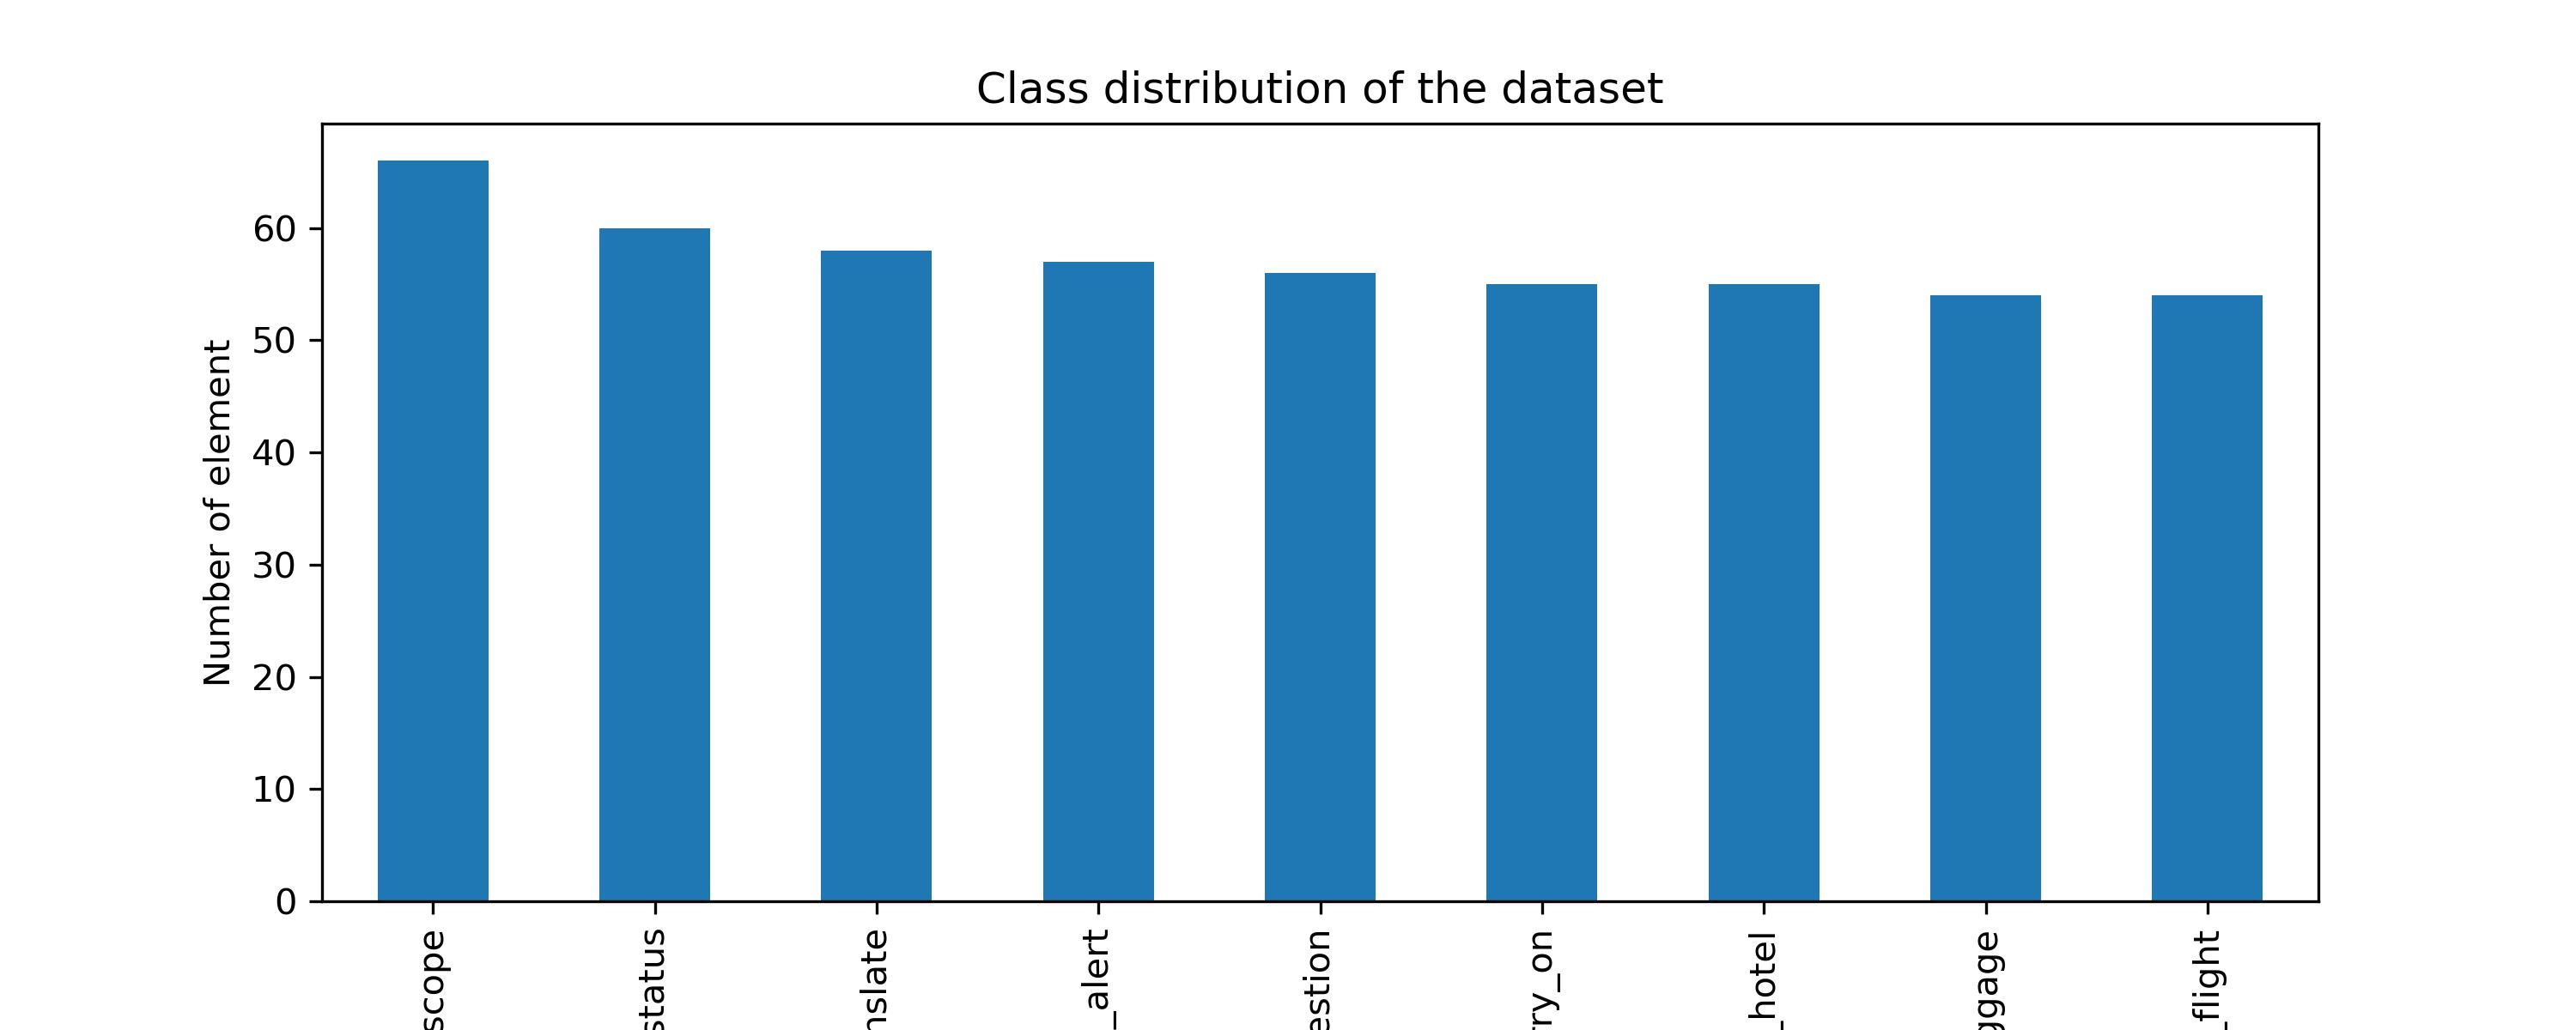 Class distribution of the dataset
Number of element
60
50
40
30
20
10
0
scope
status
nslate
_alert
estion
rry_on
_hotel
ggage
_flight